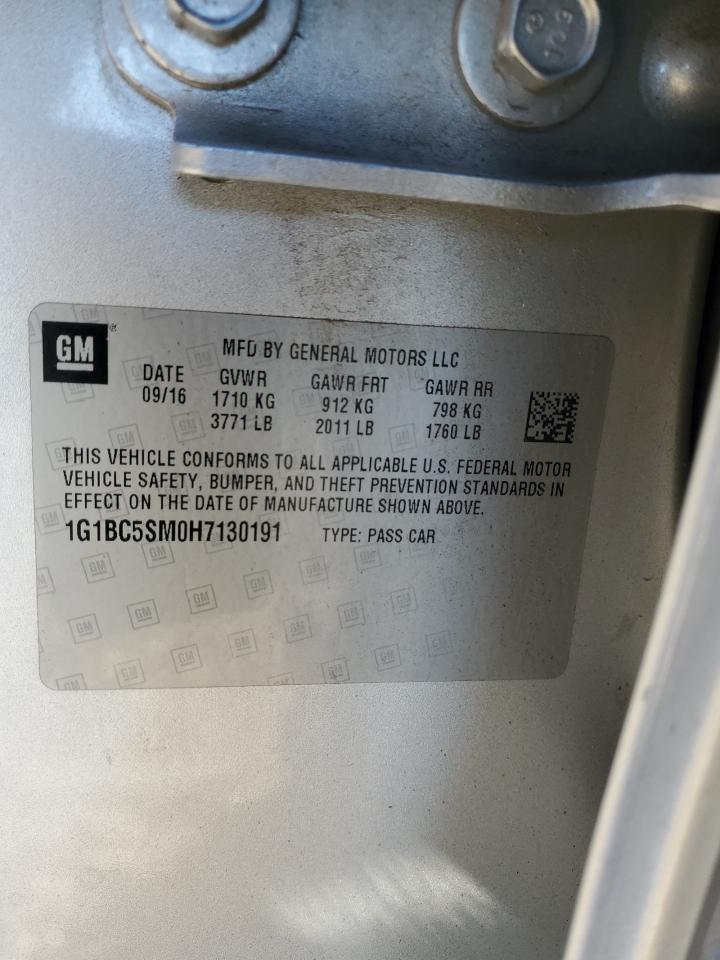 10.9
GM
MFD BY GENERAL MOTORS LLC
DATE GVWR GAWR FRT GAWR RR
09/16 1710 KG 912 KG 798 KG
3771 LB 2011 LB 1760 LB
THIS VEHICLE CONFORMS TO ALL APPLICABLE U.S. FEDERAL MOTOR
VEHICLE SAFETY, BUMPER, AND THEFT PREVENTION STANDARDS IN
EFFECT ON THE DATE OF MANUFACTURE SHOWN ABOVE.
1G1BC5SM0H7130191 TYPE: PASS CAR